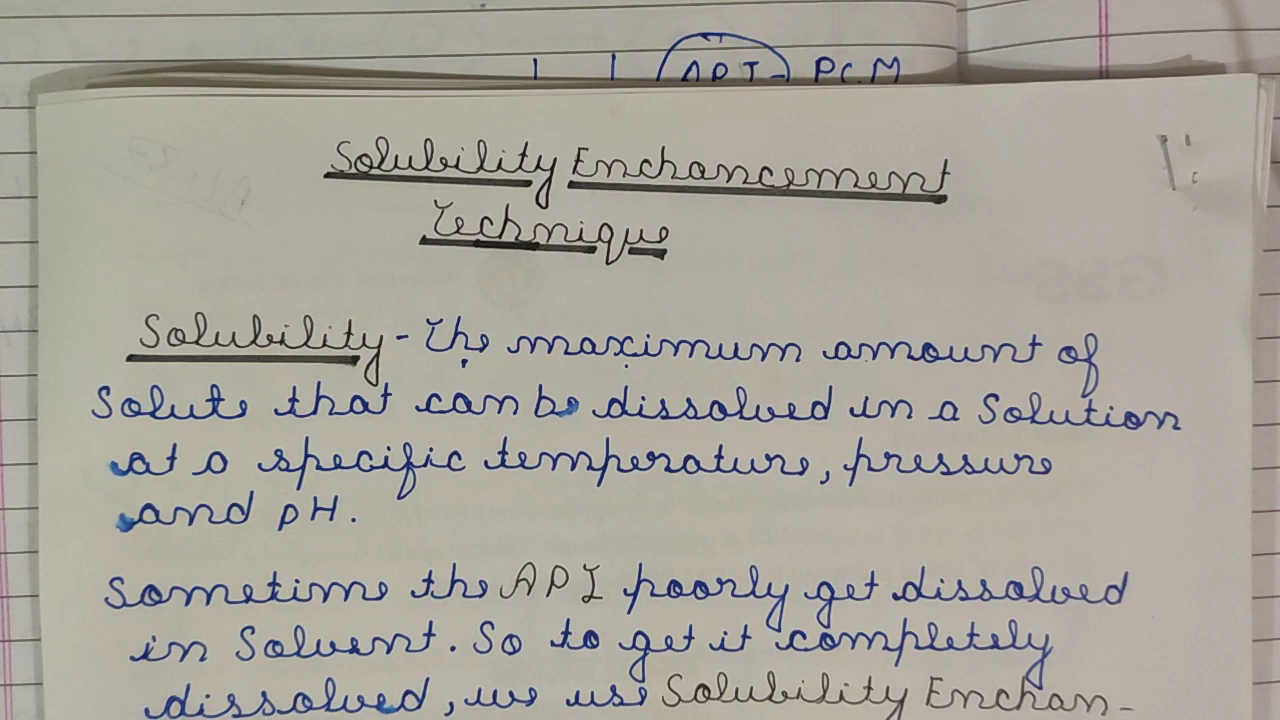 API PCM
Solubility Enchancement
Technique
Solubility - The maximum amount of
Solute that can be dissolved in a Solution
at a specific temperature, pressure
and pH.
Sometime the API poorly get dissolved
in Solvent. So to get it completely
dissolved, we use Solubility Enchan-